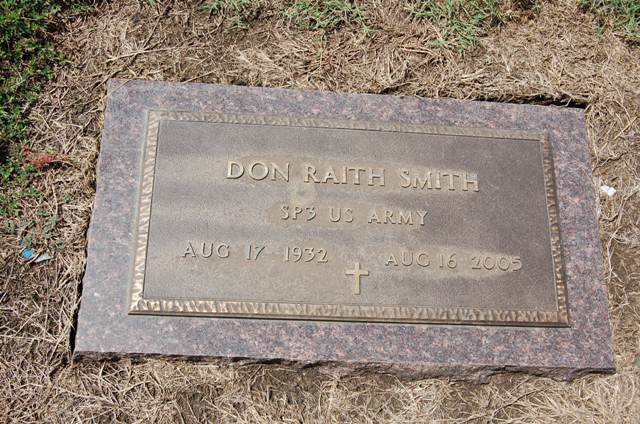 DON RAITH SMITH
SP3 US ARMY
AUG 17 1932 AUG 16 2005